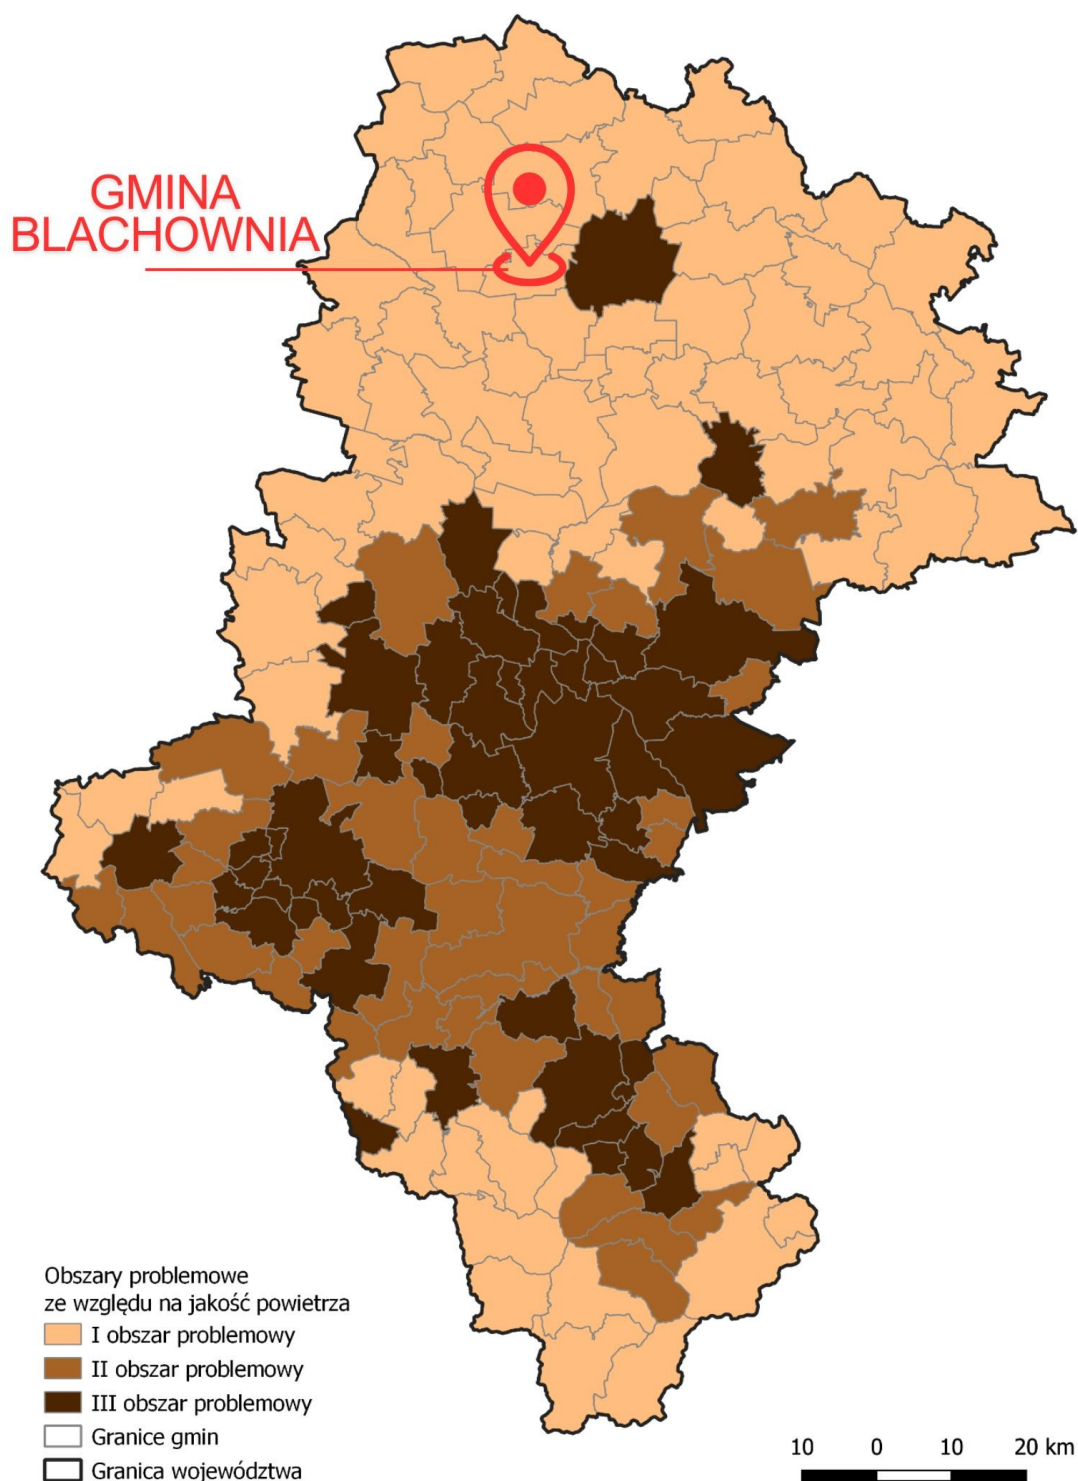 GMINA
BLACHOWNIA
Obszary problemowe
ze względu na jakość powietrza
I obszar problemowy
II obszar problemowy
III obszar problemowy
Granice gmin
Granica województwa
10 0 10 20 km